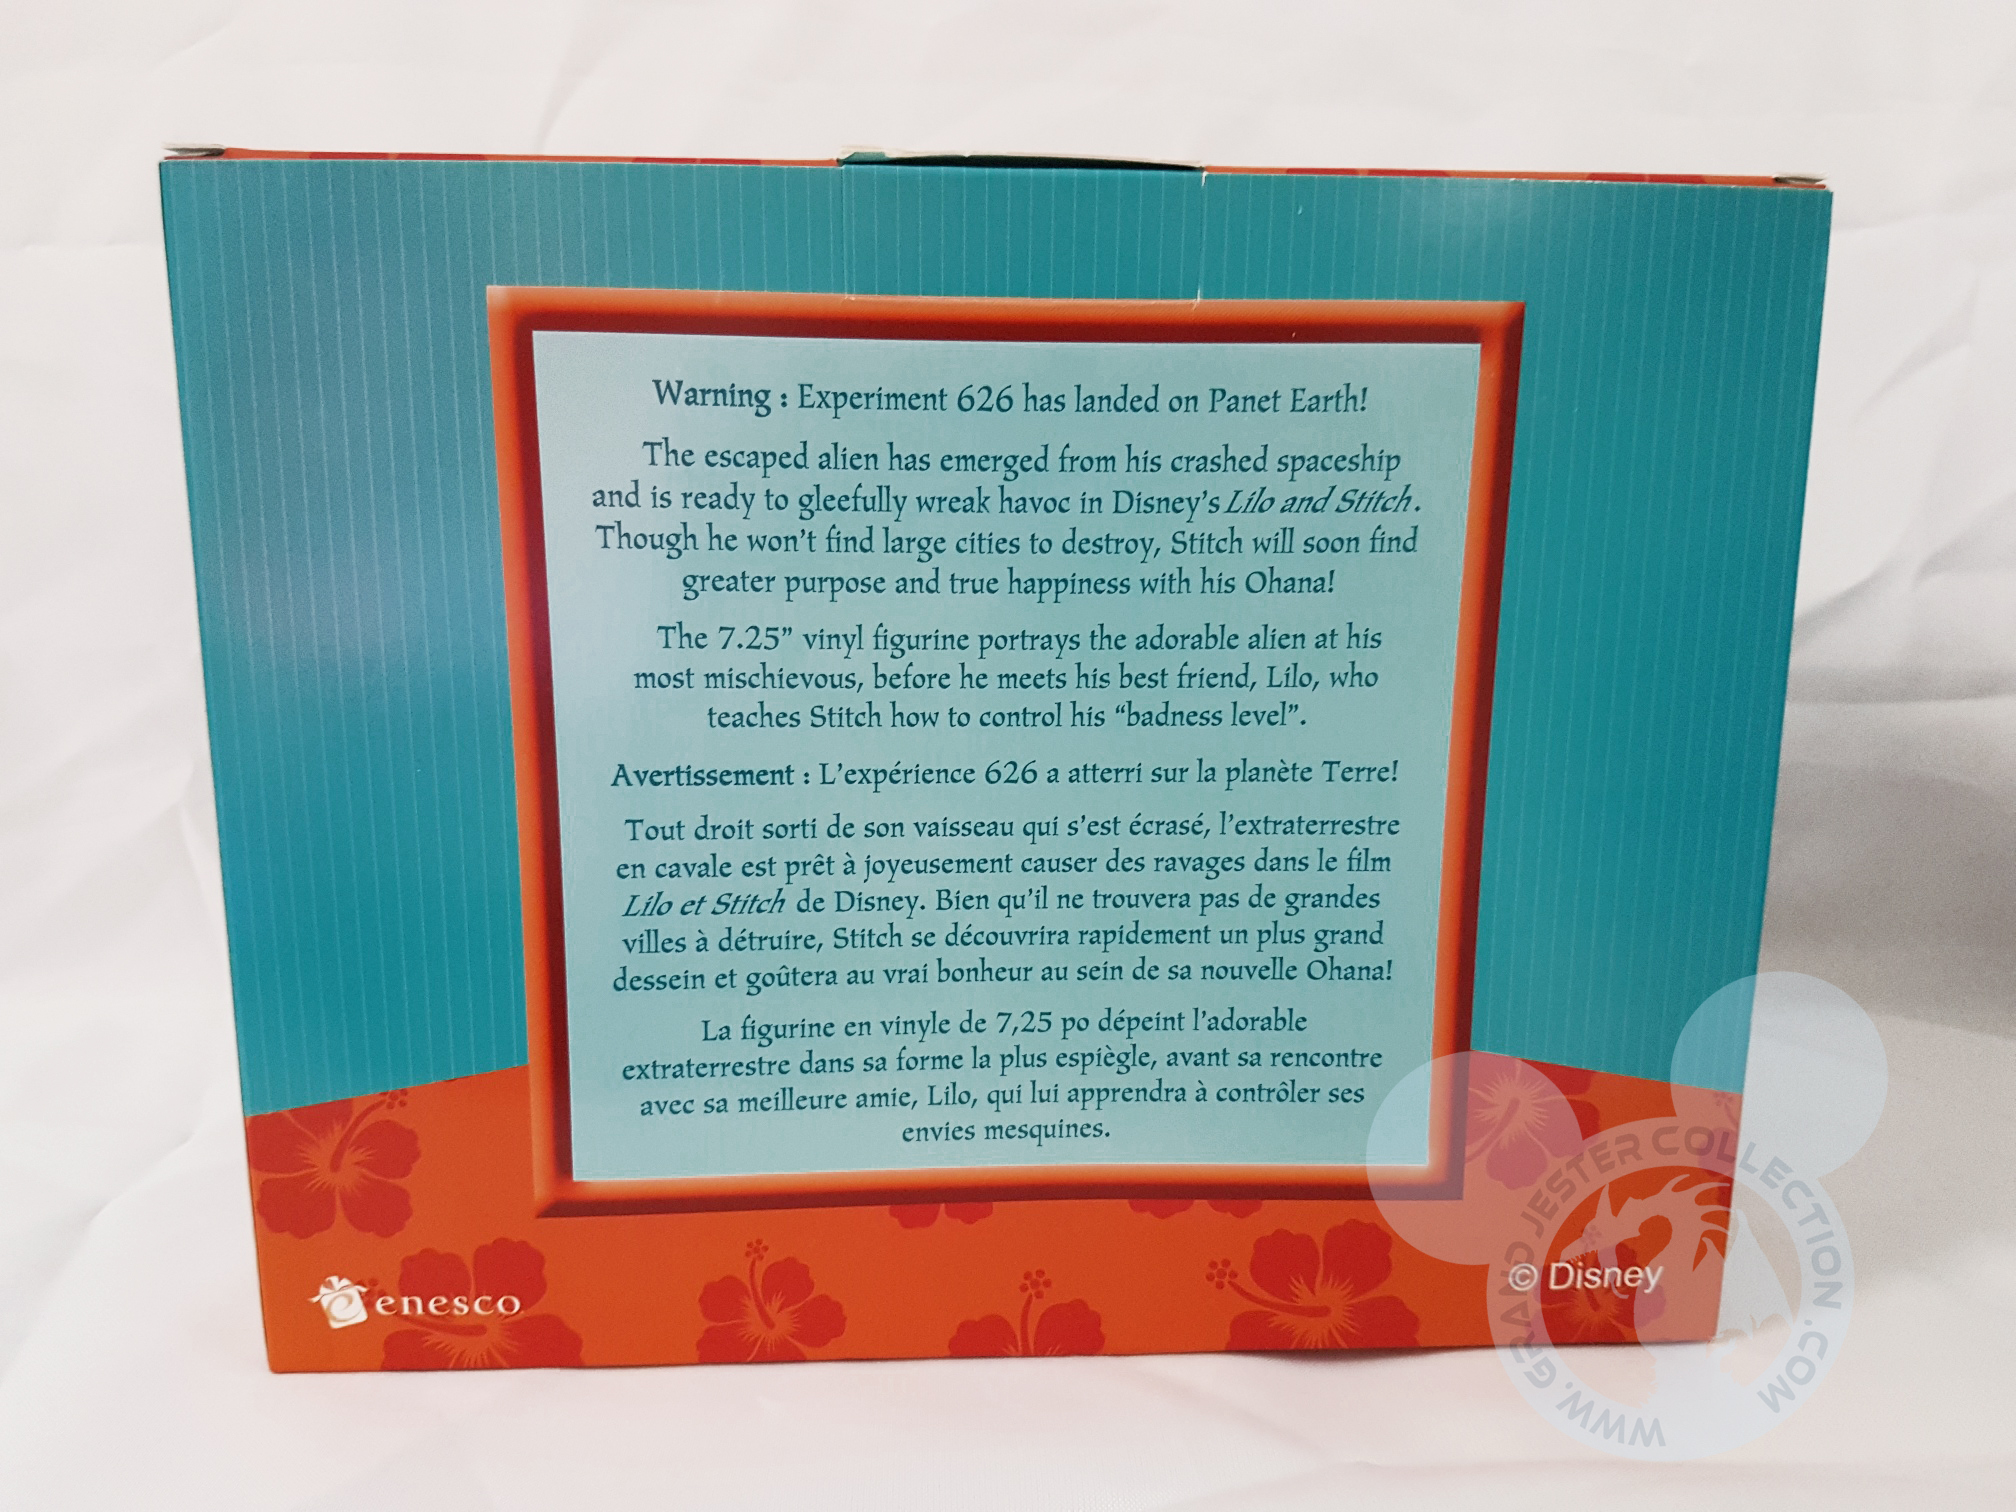 Warning : Experiment 626 has landed on Panet Earth!
The escaped alien has emerged from his crashed spaceship
and is ready to gleefully wreak havoc in Disney's Lilo and Stitch.
Though he won't find large cities to destroy, Stitch will soon find
greater purpose and true happiness with his Ohana!
The 7.25” vinyl figurine portrays the adorable alien at his
most mischievous, before he meets his best friend, Lilo, who
teaches Stitch how to control his “badness level”.
Avertissement : L'expérience 626 a atterri sur la planète Terre!
Tout droit sorti de son vaisseau qui s'est écrasé, l'extraterrestre
en cavale est prêt à joyeusement causer des ravages dans le film
Lilo et Stitch de Disney. Bien qu'il ne trouvera pas de grandes
villes à détruire, Stitch se découvrira rapidement un plus grand
dessein et goûtera au vrai bonheur au sein de sa nouvelle Ohana!
La figurine en vinyle de 7,25 po dépeint l'adorable
extraterrestre dans sa forme la plus espiègle, avant sa rencontre
avec sa meilleure amie, Lilo, qui lui apprendra à contrôler ses
envies mesquines.
enesco
© Disney
WWW.GRAND JESTER COLLECTION.COM